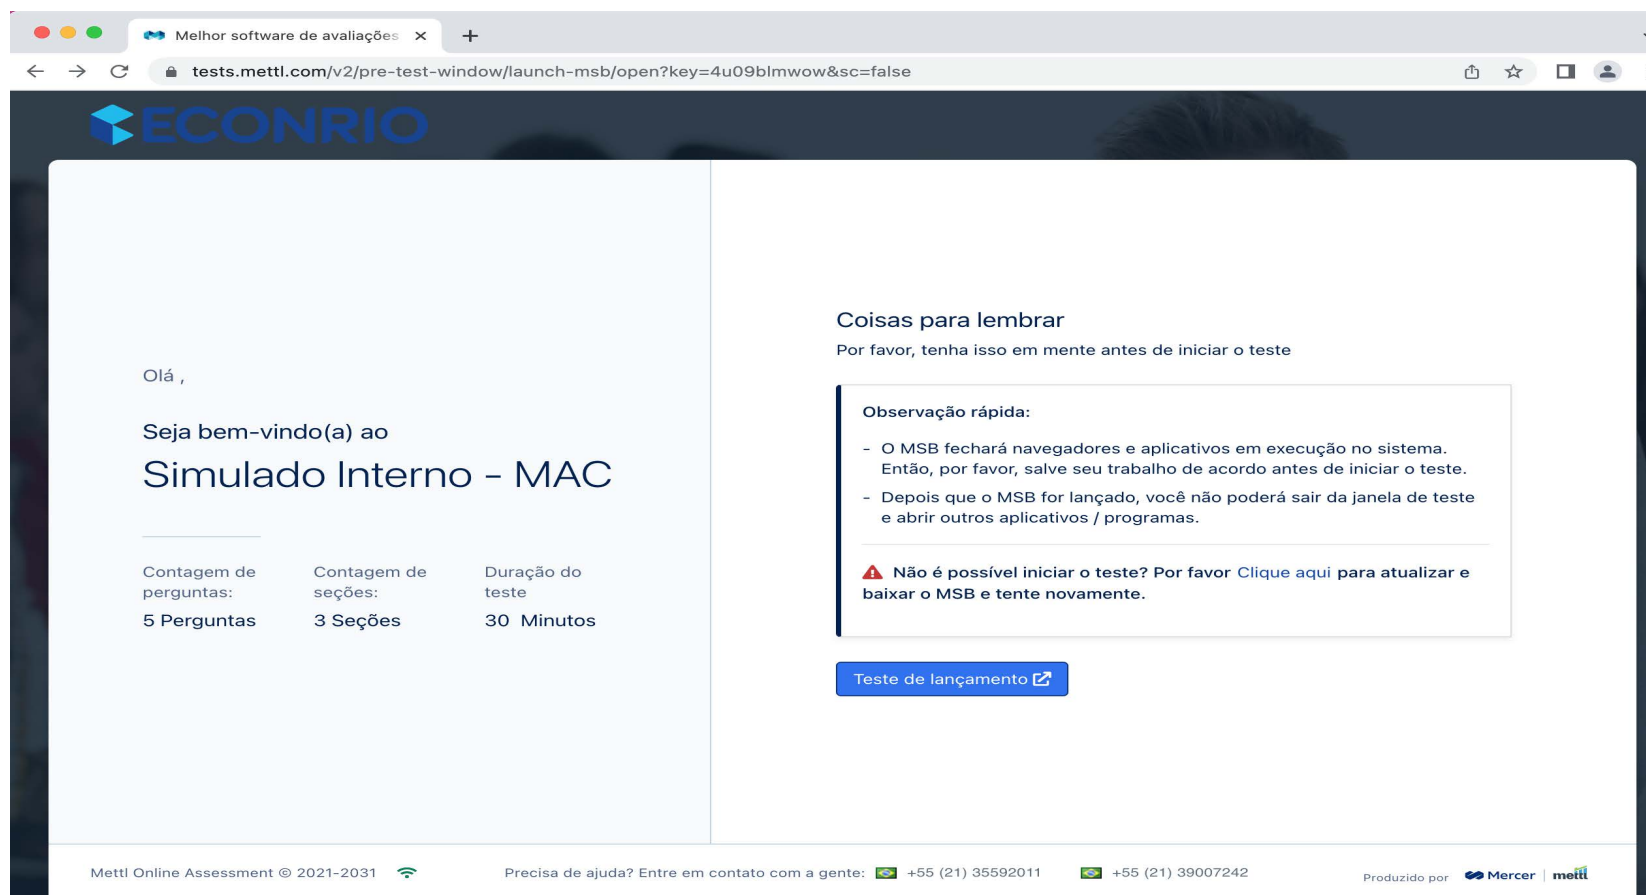 Melhor software de avaliações
tests.mettl.com/v2/pre-test-window/launch-msb/open?key=4u09blmwow&sc=false
ECONRIO
Olá ,
Seja bem-vindo(a) ao
Simulado Interno - MAC
Contagem de perguntas:
5 Perguntas
Contagem de seções:
3 Seções
Duração do teste
30 Minutos
Coisas para lembrar
Por favor, tenha isso em mente antes de iniciar o teste
Observação rápida:
- O MSB fechará navegadores e aplicativos em execução no sistema.
Então, por favor, salve seu trabalho de acordo antes de iniciar o teste.
- Depois que o MSB for lançado, você não poderá sair da janela de teste
e abrir outros aplicativos / programas.
Não é possível iniciar o teste? Por favor Clique aqui para atualizar e
baixar o MSB e tente novamente.
Teste de lançamento
Mettl Online Assessment © 2021-2031
Precisa de ajuda? Entre em contato com a gente: +55 (21) 35592011 +55 (21) 39007242
Produzido por Mercer | mettl